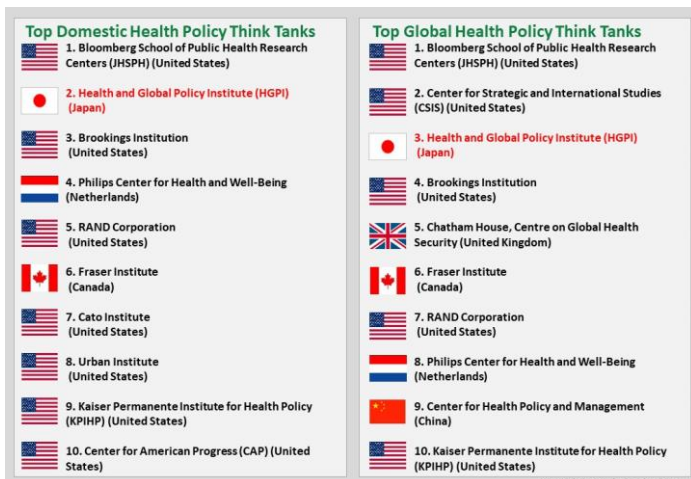 Top Domestic Health Policy Think Tanks
1. Bloomberg School of Public Health Research
Centers (JHSPH) (United States)
2. Health and Global Policy Institute (HGPI)
(Japan)
3. Brookings Institution
(United States)
4. Philips Center for Health and Well-Being
(Netherlands)
5. RAND Corporation
(United States)
6. Fraser Institute
(Canada)
7. Cato Institute
(United States)
8. Urban Institute
(United States)
9. Kaiser Permanente Institute for Health Policy
(KPIHP) (United States)
10. Center for American Progress (CAP) (United
States)
Top Global Health Policy Think Tanks
1. Bloomberg School of Public Health Research
Centers (JHSPH) (United States)
2. Center for Strategic and International Studies
(CSIS) (United States)
3. Health and Global Policy Institute (HGPI)
(Japan)
4. Brookings Institution
(United States)
5. Chatham House, Centre on Global Health
Security (United Kingdom)
6. Fraser Institute
(Canada)
7. RAND Corporation
(United States)
8. Philips Center for Health and Well-Being
(Netherlands)
9. Center for Health Policy and Management
(China)
10. Kaiser Permanente Institute for Health Policy
(KPIHP) (United States)